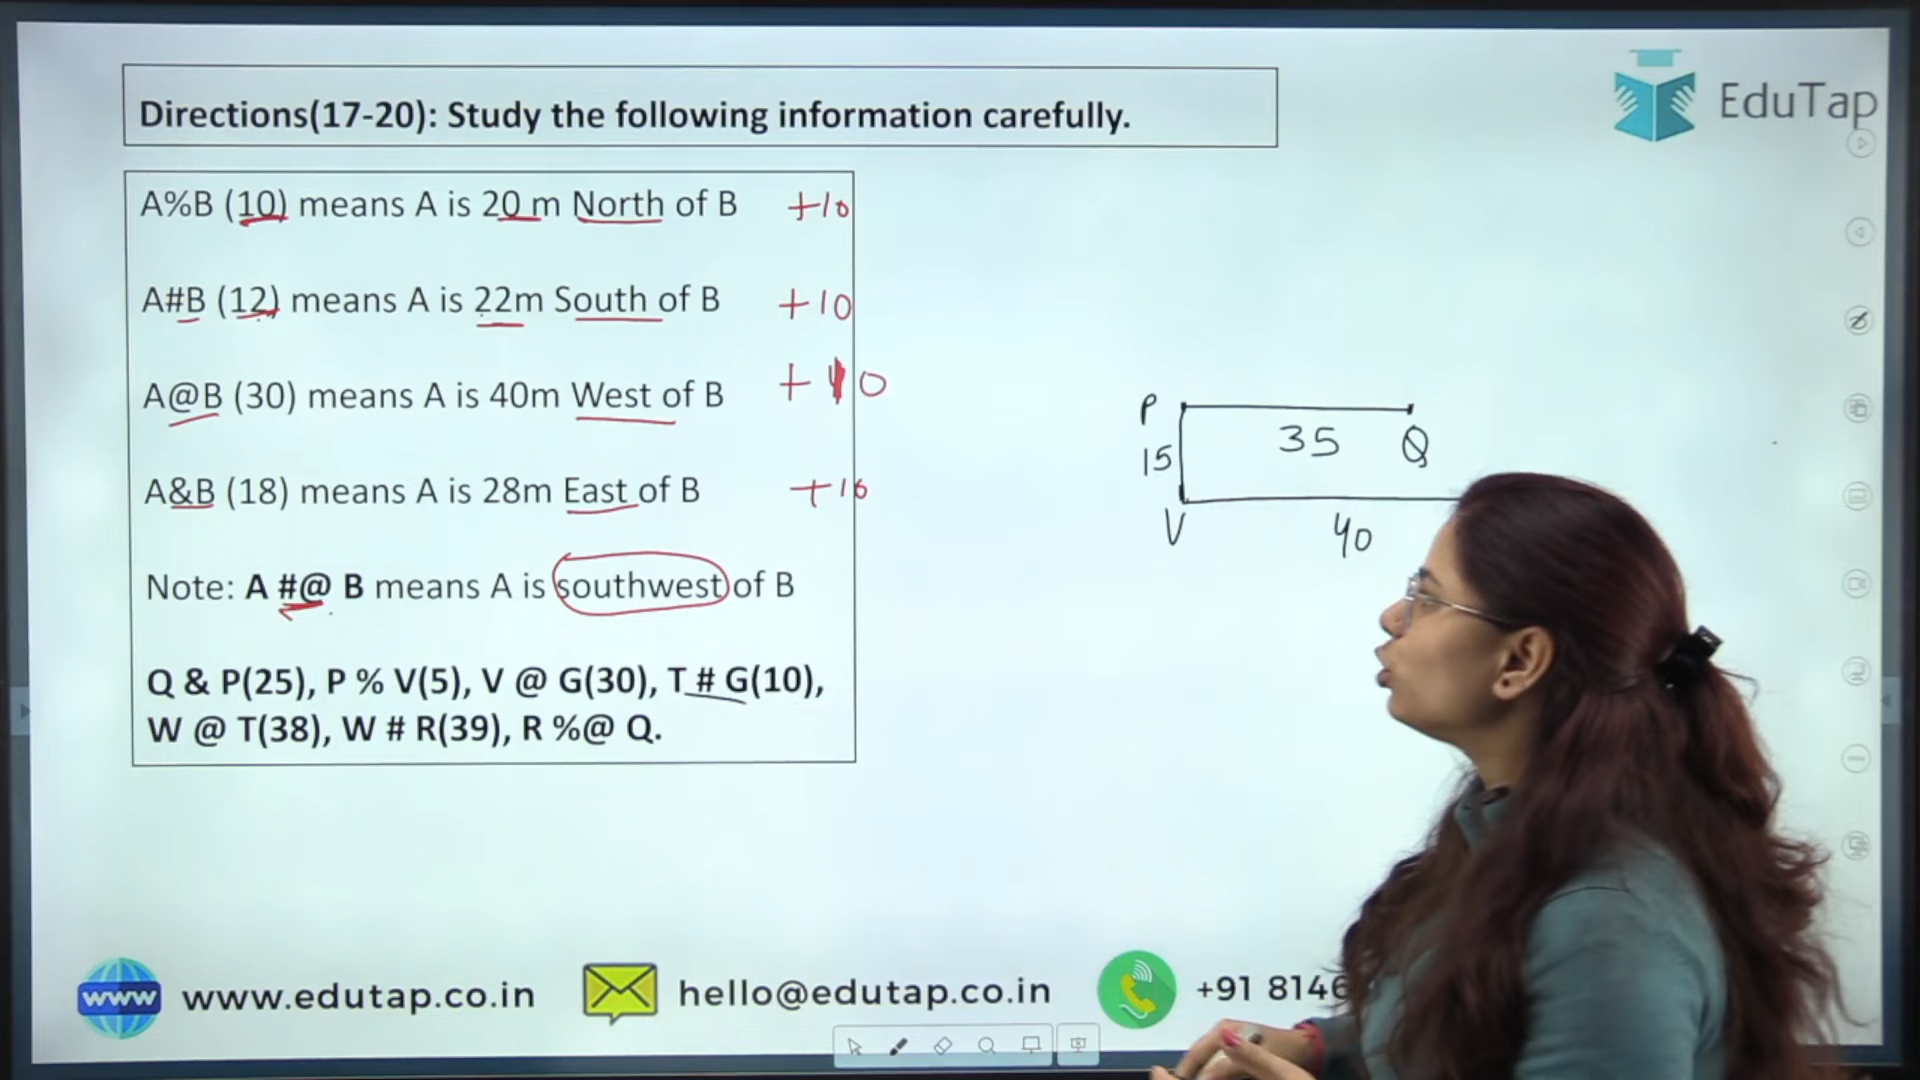 EduTap
Directions(17-20): Study the following information carefully.
A%B (10) means A is 20 m North of B +10
A#B (12) means A is 22m South of B +10
A@B (30) means A is 40m West of B +10
A&B (18) means A is 28m East of B +10
Note: A #@ B means A is southwest of B
Q & P(25), P % V(5), V @ G(30), T # G(10),
W @ T(38), W # R(39), R %@ Q.
P
35 Q
15
V 40
www www.edutap.co.in hello@edutap.co.in +91 8146